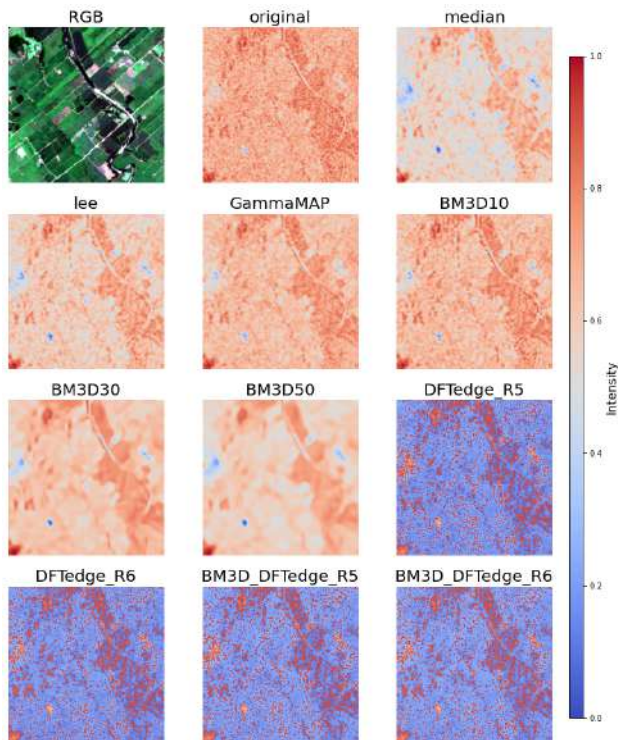 RGB original median
1.0
lee GammaMAP BM3D10
0.8
0.6
BM3D30 BM3D50 DFTedge_R5
Intensity
0.4
DFTedge_R6 BM3D_DFTedge_R5 BM3D_DFTedge_R6
0.2
0.0